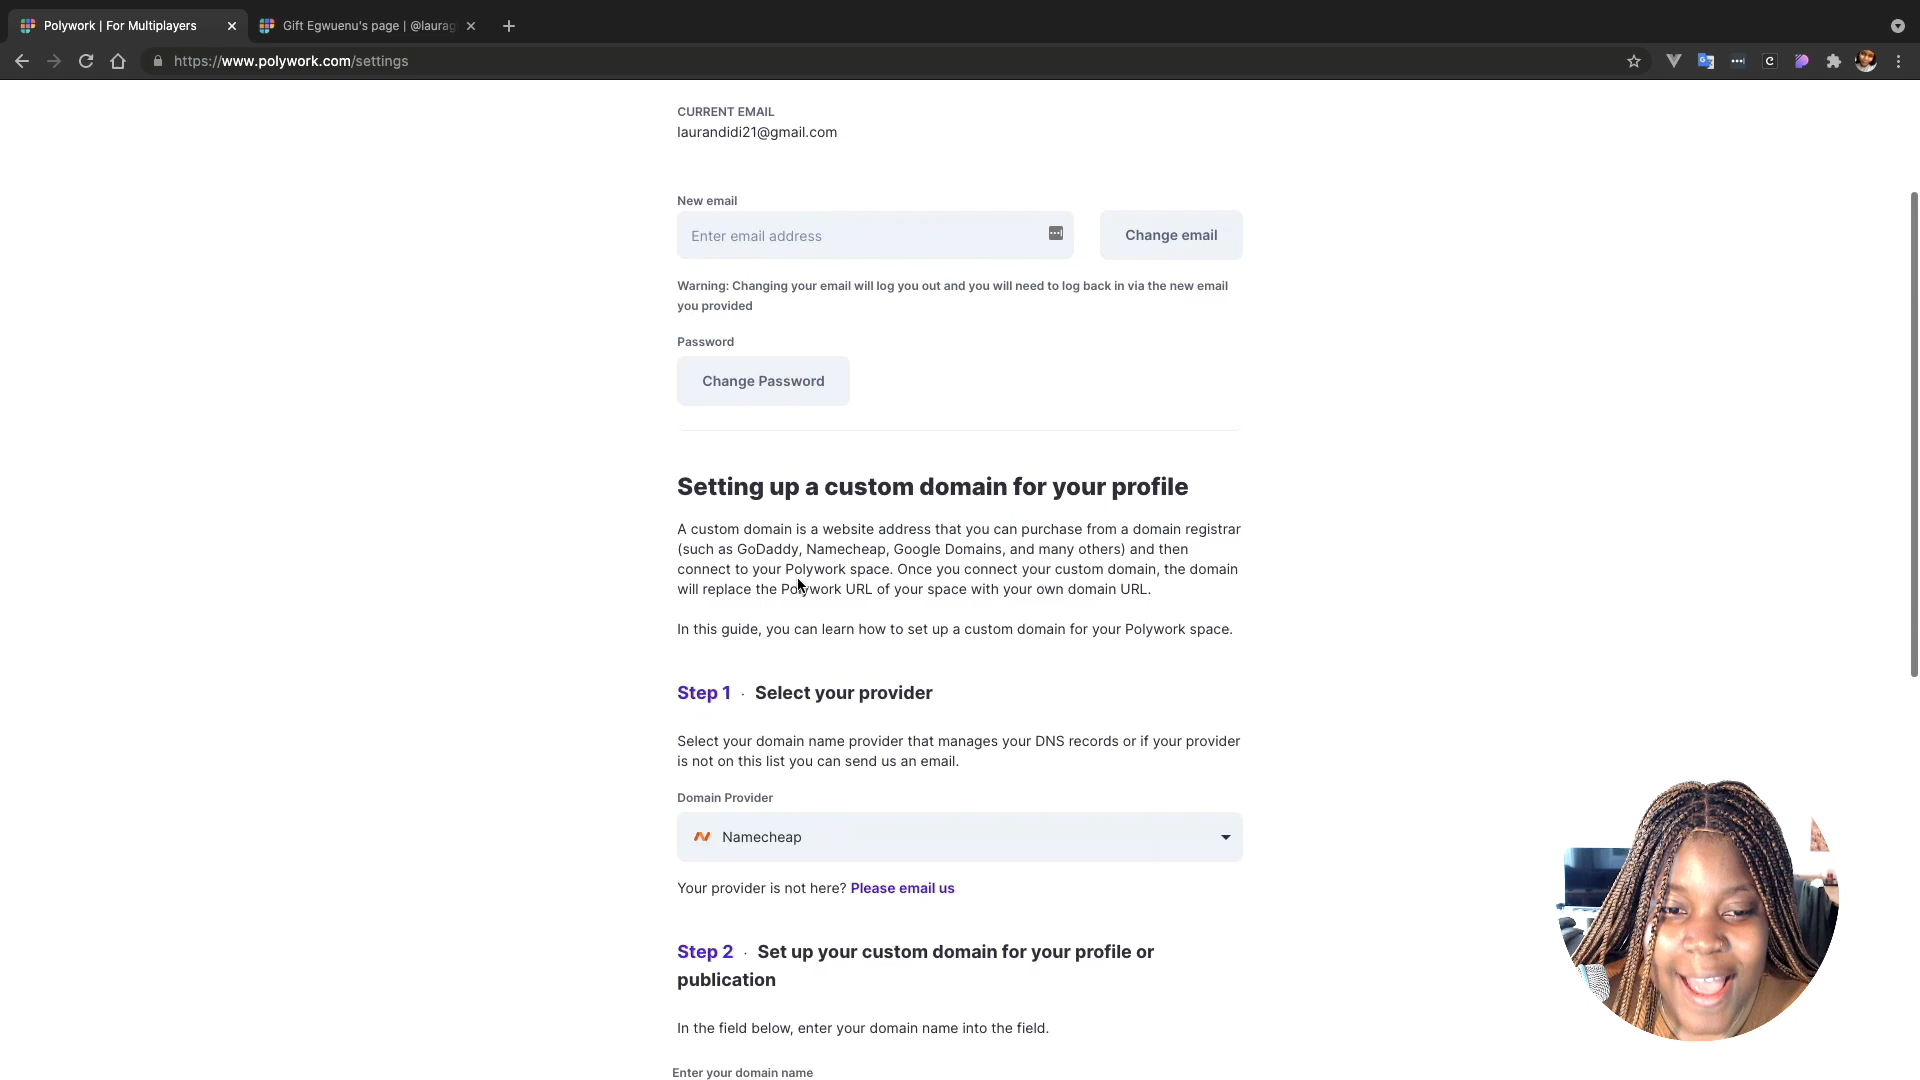 Polywork | For Multiplayers
Gift Egwuenu's page | @laurag
https://www.polywork.com/settings
CURRENT EMAIL
laurandidi21@gmail.com
New email
Enter email address
Change email
Warning: Changing your email will log you out and you will need to log back in via the new email
you provided
Password
Change Password
Setting up a custom domain for your profile
A custom domain is a website address that you can purchase from a domain registrar
(such as GoDaddy, Namecheap, Google Domains, and many others) and then
connect to your Polywork space. Once you connect your custom domain, the domain
will replace the Polywork URL of your space with your own domain URL.
In this guide, you can learn how to set up a custom domain for your Polywork space.
Step 1 · Select your provider
Select your domain name provider that manages your DNS records or if your provider
is not on this list you can send us an email.
Domain Provider
Namecheap
Your provider is not here? Please email us
Step 2 · Set up your custom domain for your profile or
publication
In the field below, enter your domain name into the field.
Enter your domain name